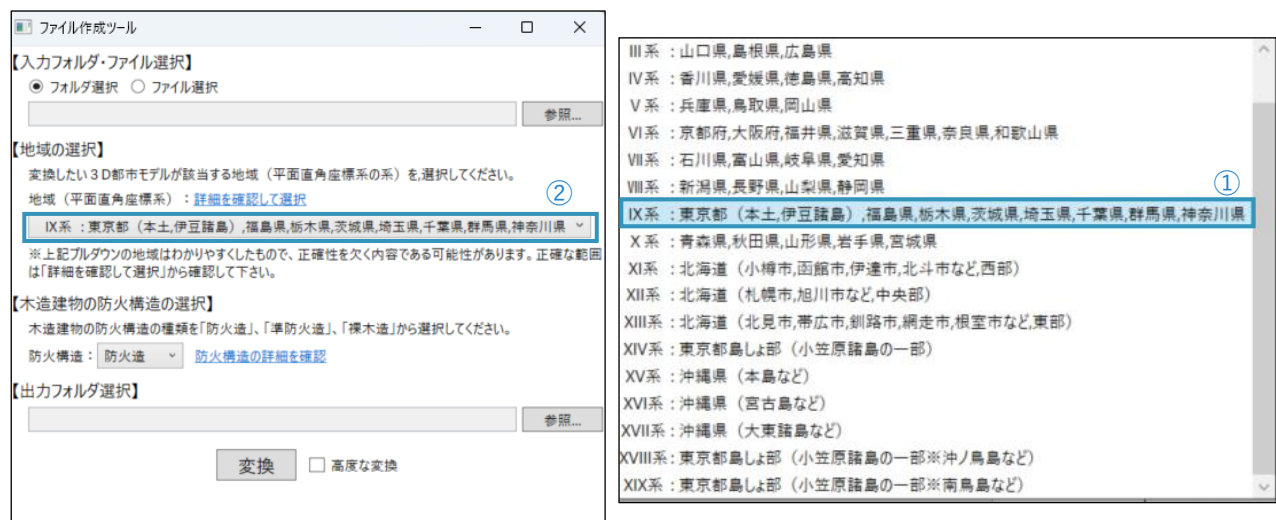 ファイル作成ツール
【入力フォルダ・ファイル選択】
フォルダ選択 ファイル選択
参照...
【地域の選択】
変換したい3D都市モデルが該当する地域（平面直角座標系の系）を,選択してください。
②
地域（平面直角座標系）：詳細を確認して選択
IX系 ：東京都（本土,伊豆諸島）,福島県,栃木県,茨城県,埼玉県,千葉県,群馬県,神奈川県
※上記プルダウンの地域はわかりやすくしたもので、正確性を欠く内容である可能性があります。正確な範囲
は「詳細を確認して選択」から確認して下さい。
【木造建物の防火構造の選択】
木造建物の防火構造の種類を「防火造」、「準防火造」、「裸木造」から選択してください。
防火構造： 防火造 防火構造の詳細を確認
【出力フォルダ選択】
参照...
変換 高度な変換
III系 ：山口県,島根県,広島県
IV系 ：香川県,愛媛県,徳島県,高知県
V系 ：兵庫県,鳥取県,岡山県
VI系 ：京都府,大阪府,福井県,滋賀県,三重県,奈良県,和歌山県
VII系 ：石川県,富山県,岐阜県,愛知県
VIII系 ：新潟県,長野県,山梨県,静岡県
①
IX系 ：東京都（本土,伊豆諸島）,福島県,栃木県,茨城県,埼玉県,千葉県,群馬県,神奈川県
X系 ：青森県,秋田県,山形県,岩手県,宮城県
XI系 ：北海道（小樽市,函館市,伊達市,北斗市など,西部）
XII系 ：北海道（札幌市,旭川市など,中央部）
XIII系 ：北海道（北見市,帯広市,釧路市,網走市,根室市など,東部）
XIV系 ：東京都島しょ部（小笠原諸島の一部）
XV系 ：沖縄県（本島など）
XVI系 ：沖縄県（宮古島など）
XVII系：沖縄県（大東諸島など）
XVIII系：東京都島しょ部（小笠原諸島の一部※沖ノ鳥島など）
XIX系 ：東京都島しょ部（小笠原諸島の一部※南鳥島など）